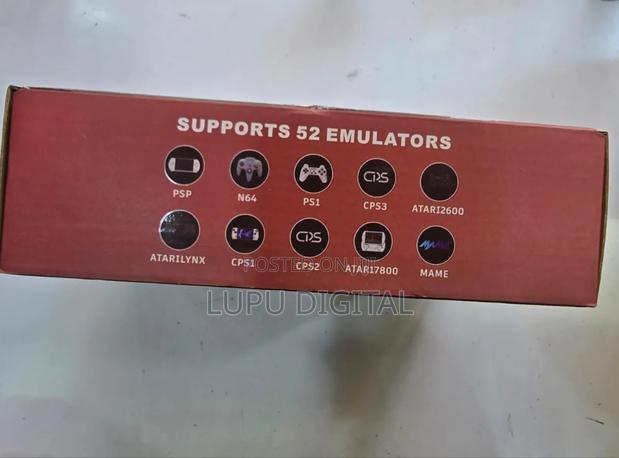 SUPPORTS 52 EMULATORS
PSP
N64
PS1
CPS3
ATARI2600
ATARILYNX
CPS1
CPS2
ATARI7800
MAME
LUPU DIGITAL